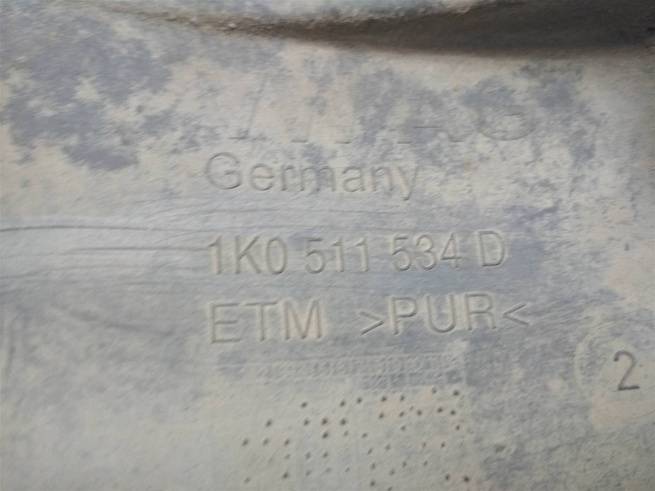 Germany
1K0 511 534 D
ETM >PUR<
2